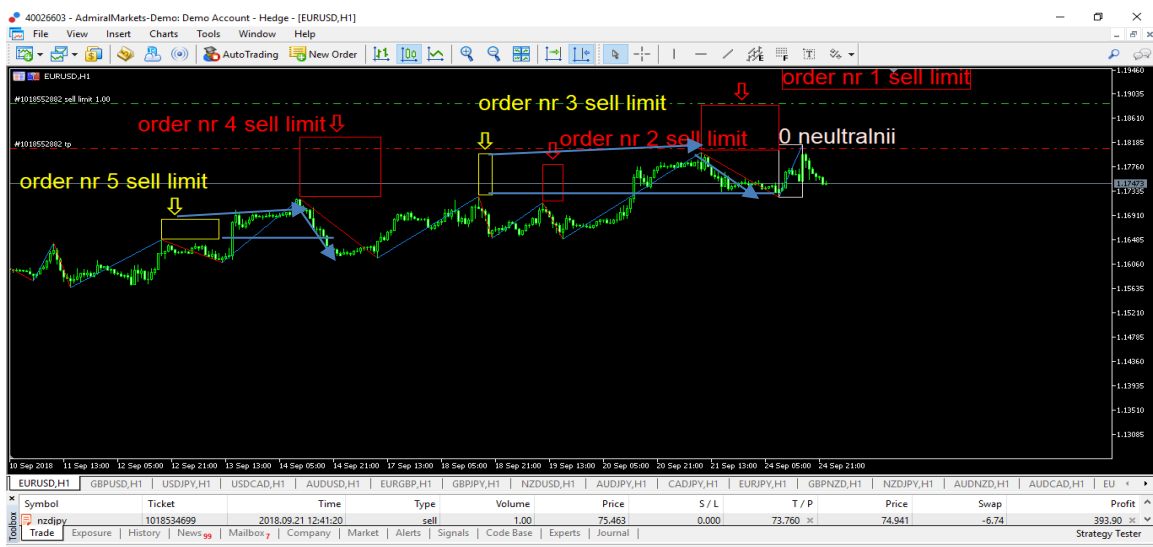 40026603 - AdmiralMarkets-Demo: Demo Account - Hedge - [EURUSD,H1]
File View Insert Charts Tools Window Help
AutoTrading New Order
EURUSD,H1
order nr 1 sell limit
1.19460
#1018552882 sell limit 1.00
1.19035
order nr 3 sell limit
1.18610
order nr 4 sell limit
order nr 2 sell limit
0 neultralnii
#1018552882 tp
1.18185
1.17760
order nr 5 sell limit
1.17473
1.17335
1.16910
1.16485
1.16060
1.15635
1.15210
1.14785
1.14360
1.13935
1.13510
1.13085
10 Sep 2018 11 Sep 13:00 12 Sep 05:00 12 Sep 21:00 13 Sep 13:00 14 Sep 05:00 14 Sep 21:00 17 Sep 13:00 18 Sep 05:00 18 Sep 21:00 19 Sep 13:00 20 Sep 05:00 20 Sep 21:00 21 Sep 13:00 24 Sep 05:00 24 Sep 21:00
EURUSD,H1 GBPUSD,H1 USDJPY,H1 USDCAD,H1 AUDUSD,H1 EURGBP,H1 GBPJPY,H1 NZDUSD,H1 AUDJPY,H1 CADJPY,H1 EURJPY,H1 GBPNZD,H1 NZDJPY,H1 AUDNZD,H1 AUDCAD,H1 EU
Symbol Ticket Time Type Volume Price S / L T / P Price Swap Profit
nzdjpy 1018534699 2018.09.21 12:41:20 sell 1.00 75.463 0.000 73.760 74.941 -6.74 393.90
Toolbox
Trade Exposure History News 99 Mailbox 7 Company Market Alerts Signals Code Base Experts Journal Strategy Tester